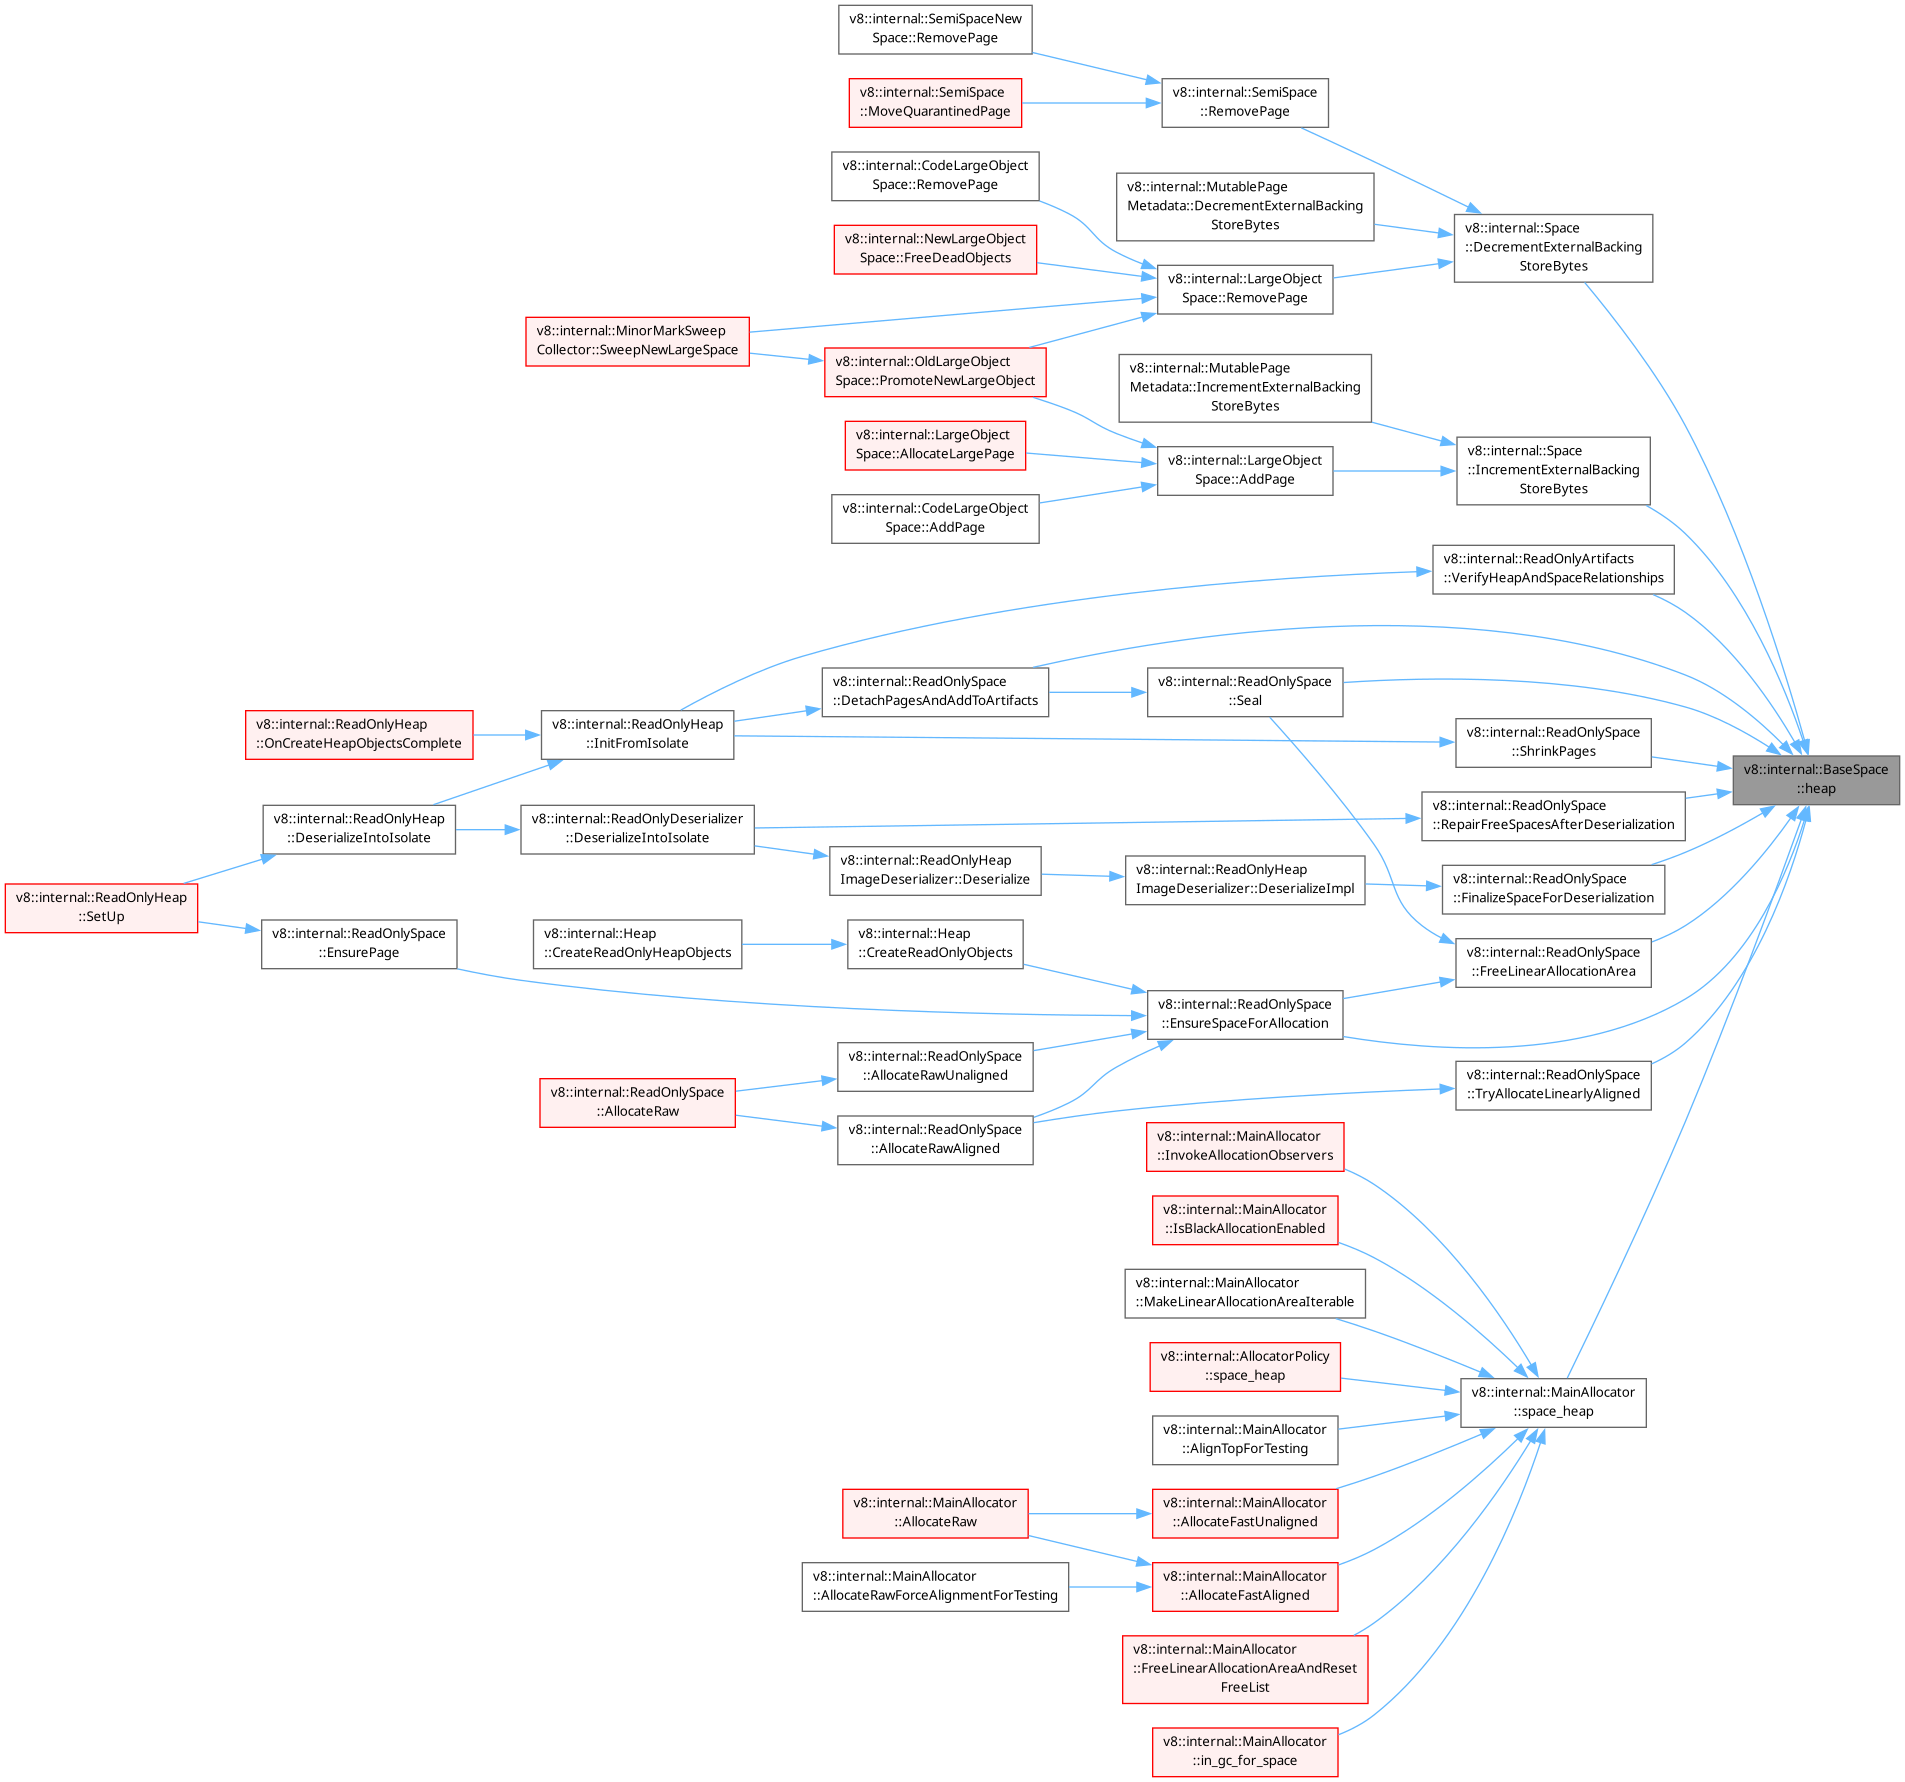 v8::internal::SemiSpaceNew
Space::RemovePage
v8::internal::SemiSpace
::MoveQuarantinedPage
v8::internal::SemiSpace
::RemovePage
v8::internal::CodeLargeObject
Space::RemovePage
v8::internal::MutablePage
Metadata::DecrementExternalBacking
StoreBytes
v8::internal::Space
::DecrementExternalBacking
StoreBytes
v8::internal::NewLargeObject
Space::FreeDeadObjects
v8::internal::LargeObject
Space::RemovePage
v8::internal::MinorMarkSweep
Collector::SweepNewLargeSpace
v8::internal::OldLargeObject
Space::PromoteNewLargeObject
v8::internal::MutablePage
Metadata::IncrementExternalBacking
StoreBytes
v8::internal::LargeObject
Space::AllocateLargePage
v8::internal::LargeObject
Space::AddPage
v8::internal::Space
::IncrementExternalBacking
StoreBytes
v8::internal::CodeLargeObject
Space::AddPage
v8::internal::ReadOnlyArtifacts
::VerifyHeapAndSpaceRelationships
v8::internal::ReadOnlySpace
::DetachPagesAndAddToArtifacts
v8::internal::ReadOnlySpace
::Seal
v8::internal::ReadOnlyHeap
::OnCreateHeapObjectsComplete
v8::internal::ReadOnlyHeap
::InitFromIsolate
v8::internal::ReadOnlySpace
::ShrinkPages
v8::internal::BaseSpace
::heap
v8::internal::ReadOnlyHeap
::DeserializeIntoIsolate
v8::internal::ReadOnlyDeserializer
::DeserializeIntoIsolate
v8::internal::ReadOnlySpace
::RepairFreeSpacesAfterDeserialization
v8::internal::ReadOnlyHeap
ImageDeserializer::Deserialize
v8::internal::ReadOnlyHeap
ImageDeserializer::DeserializeImpl
v8::internal::ReadOnlySpace
::FinalizeSpaceForDeserialization
v8::internal::ReadOnlyHeap
::SetUp
v8::internal::ReadOnlySpace
::EnsurePage
v8::internal::Heap
::CreateReadOnlyHeapObjects
v8::internal::Heap
::CreateReadOnlyObjects
v8::internal::ReadOnlySpace
::FreeLinearAllocationArea
v8::internal::ReadOnlySpace
::EnsureSpaceForAllocation
v8::internal::ReadOnlySpace
::AllocateRawUnaligned
v8::internal::ReadOnlySpace
::AllocateRaw
v8::internal::ReadOnlySpace
::TryAllocateLinearlyAligned
v8::internal::ReadOnlySpace
::AllocateRawAligned
v8::internal::MainAllocator
::InvokeAllocationObservers
v8::internal::MainAllocator
::IsBlackAllocationEnabled
v8::internal::MainAllocator
::MakeLinearAllocationAreaIterable
v8::internal::AllocatorPolicy
::space_heap
v8::internal::MainAllocator
::space_heap
v8::internal::MainAllocator
::AlignTopForTesting
v8::internal::MainAllocator
::AllocateRaw
v8::internal::MainAllocator
::AllocateFastUnaligned
v8::internal::MainAllocator
::AllocateRawForceAlignmentForTesting
v8::internal::MainAllocator
::AllocateFastAligned
v8::internal::MainAllocator
::FreeLinearAllocationAreaAndReset
FreeList
v8::internal::MainAllocator
::in_gc_for_space